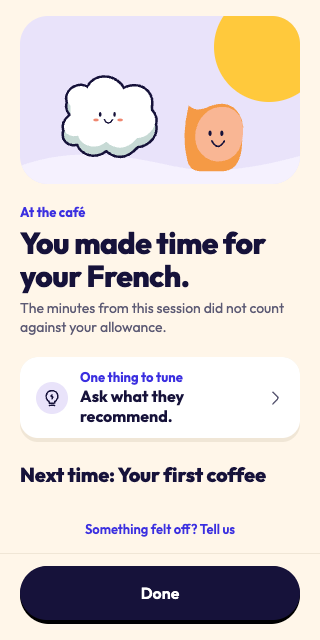 At the café
You made time for
your French.
The minutes from this session did not count
against your allowance.
One thing to tune
Ask what they
recommend.
Next time: Your first coffee
Something felt off? Tell us
Done